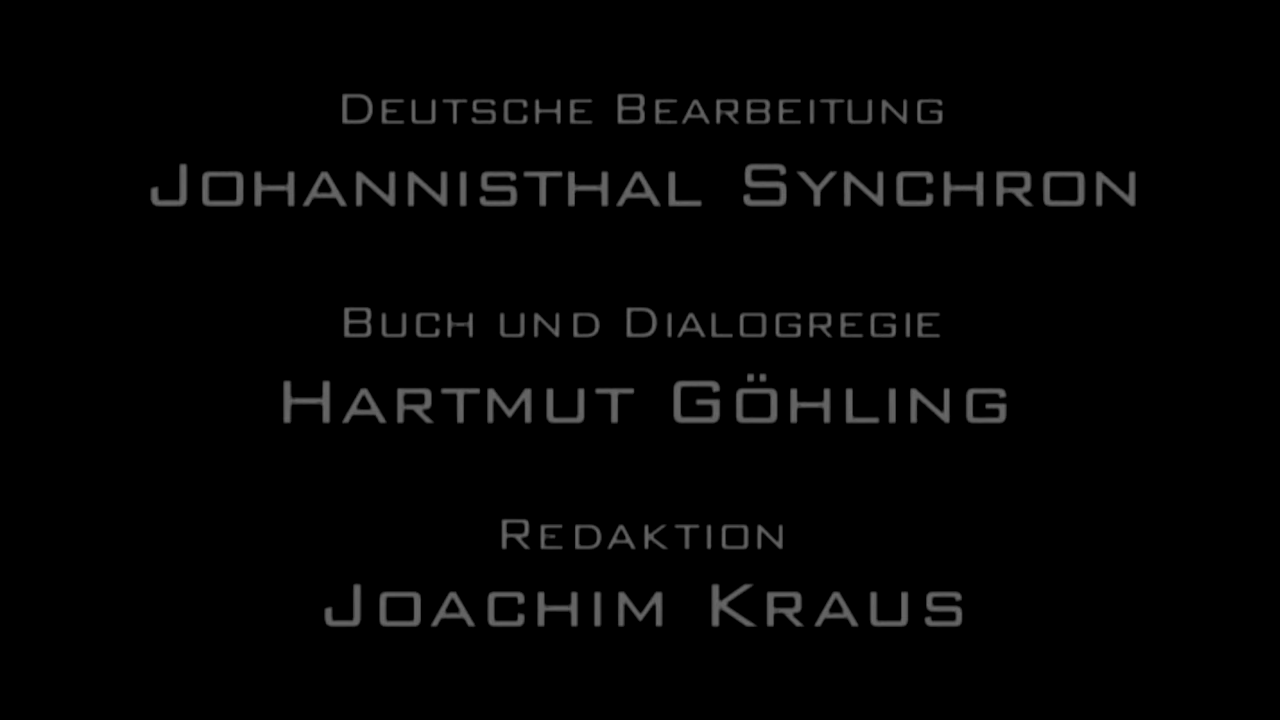 Deutsche Bearbeitung
Johannisthal Synchron
Buch und Dialogregie
Hartmut Göhling
Redaktion
Joachim Kraus